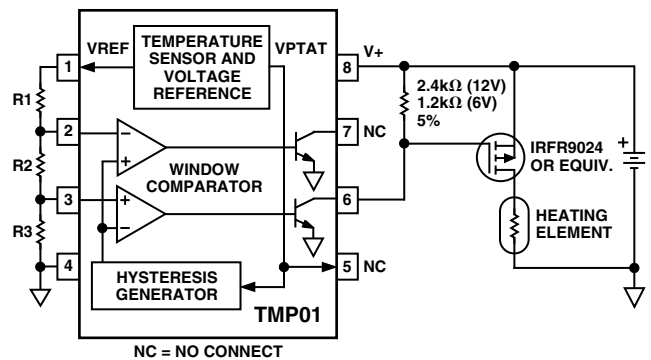 TEMPERATURE
SENSOR AND
VOLTAGE
REFERENCE
VREF
VPTAT
1
8
V+
R1
2.4kΩ (12V)
1.2kΩ (6V)
5%
2
–
+
7
NC
R2
WINDOW
COMPARATOR
IRFR9024
OR EQUIV.
+
3
+
–
6
R3
HEATING
ELEMENT
4
HYSTERESIS
GENERATOR
5
NC
TMP01
NC = NO CONNECT